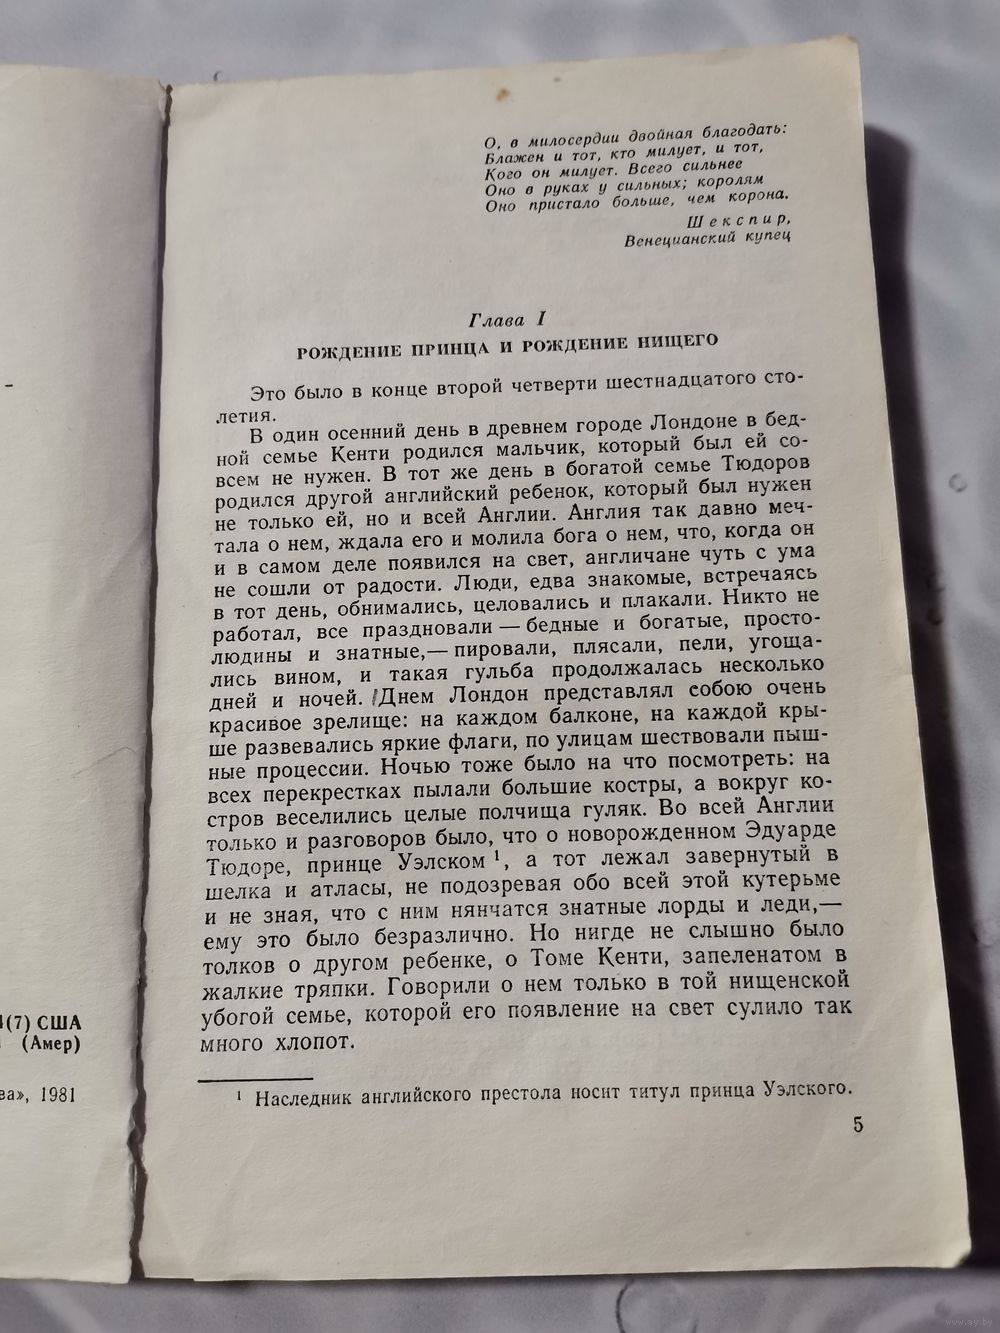 О, в милосердии двойная благодать:
Блажен и тот, кто милует, и тот,
Кого он милует. Всего сильнее
Оно в руках у сильных; королям
Оно пристало больше, чем корона.
Шекспир,
Венецианский купец
Глава I
РОЖДЕНИЕ ПРИНЦА И РОЖДЕНИЕ НИЩЕГО
Это было в конце второй четверти шестнадцатого сто-
летия.
В один осенний день в древнем городе Лондоне в бед-
ной семье Кенти родился мальчик, который был ей со-
всем не нужен. В тот же день в богатой семье Тюдоров
родился другой английский ребенок, который был нужен
не только ей, но и всей Англии. Англия так давно меч-
тала о нем, ждала его и молила бога о нем, что, когда он
и в самом деле появился на свет, англичане чуть с ума
не сошли от радости. Люди, едва знакомые, встречаясь
в тот день, обнимались, целовались и плакали. Никто не
работал, все праздновали — бедные и богатые, просто-
людины и знатные,— пировали, плясали, пели, угоща-
лись вином, и такая гульба продолжалась несколько
дней и ночей. Днем Лондон представлял собою очень
красивое зрелище: на каждом балконе, на каждой кры-
ше развевались яркие флаги, по улицам шествовали пыш-
ные процессии. Ночью тоже было на что посмотреть: на
всех перекрестках пылали большие костры, а вокруг ко-
стров веселились целые полчища гуляк. Во всей Англии
только и разговоров было, что о новорожденном Эдуарде
Тюдоре, принце Уэлском ¹, а тот лежал завернутый в
шелка и атласы, не подозревая обо всей этой кутерьме
и не зная, что с ним нянчатся знатные лорды и леди,—
ему это было безразлично. Но нигде не слышно было
толков о другом ребенке, о Томе Кенти, запеленатом в
жалкие тряпки. Говорили о нем только в той нищенской
убогой семье, которой его появление на свет сулило так
много хлопот.
¹ Наследник английского престола носит титул принца Уэлского.
5
(7) США
(Амер)
ва», 1981
www.ay.by